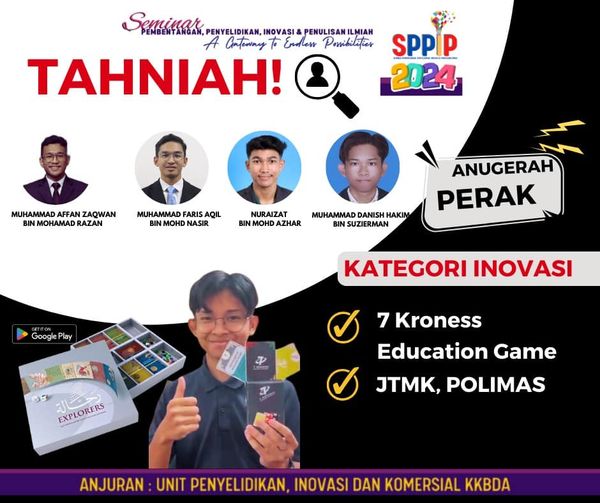 Seminar
PEMBENTANGAN, PENYELIDIKAN, INOVASI & PENULISAN ILMIAH
A Gateway to Endless Possibilities
SPPIP
2024
TAHNIAH!
MUHAMMAD AFFAN ZAQWAN
BIN MOHAMAD RAZAN
MUHAMMAD FARIS AQIL
BIN MOHD NASIR
NURAIZAT
BIN MOHD AZHAR
MUHAMMAD DANISH HAKIM
BIN SUZIERMAN
ANUGERAH
PERAK
KATEGORI INOVASI
7 Kroness
Education Game
JTMK, POLIMAS
GET IT ON
Google Play
رحالة
EXPLORERS
ANJURAN : UNIT PENYELIDIKAN, INOVASI DAN KOMERSIAL KKBDA